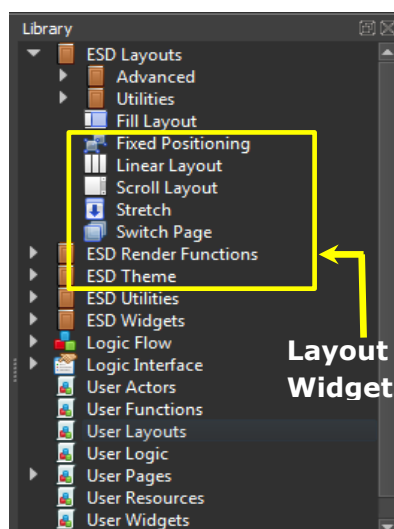 Library
ESD Layouts
Advanced
Utilities
Fill Layout
Fixed Positioning
Linear Layout
Scroll Layout
Stretch
Switch Page
ESD Render Functions
ESD Theme
ESD Utilities
ESD Widgets
Logic Flow
Logic Interface
User Actors
User Functions
User Layouts
User Logic
User Pages
User Resources
User Widgets
Layout
Widget